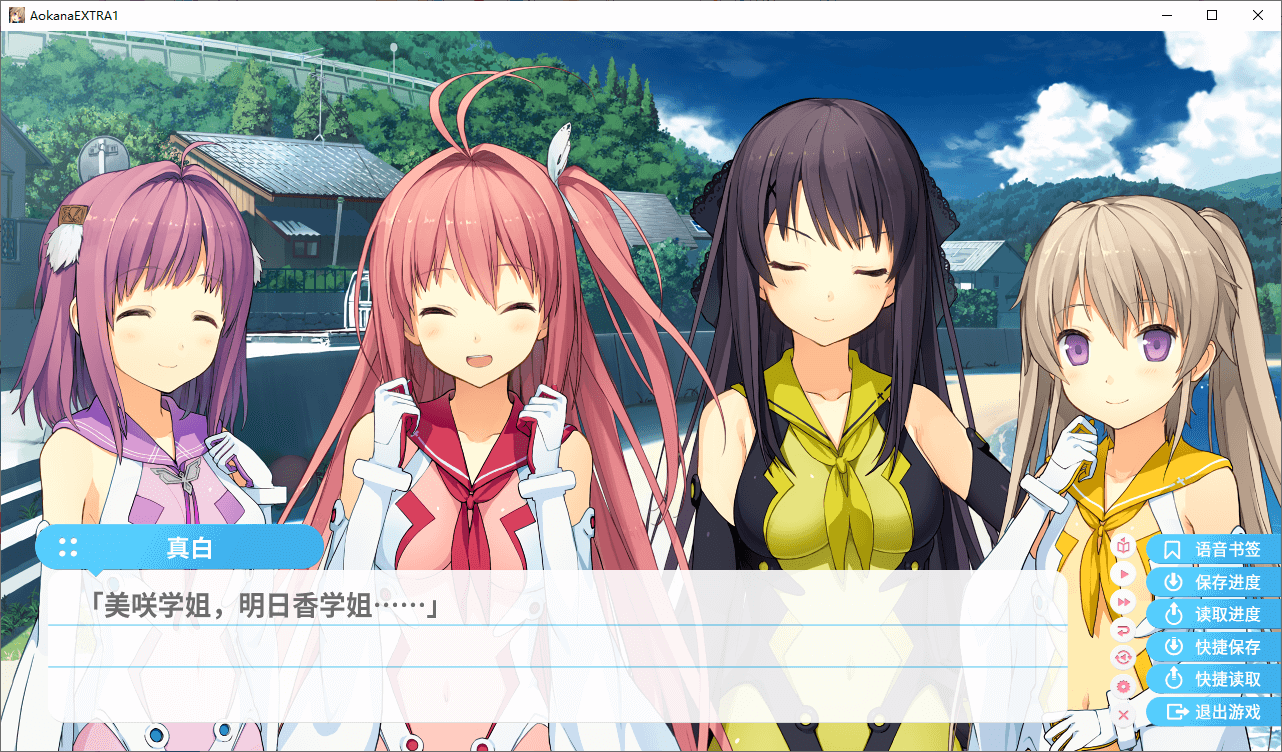 AokanaEXTRA1
真白
「美咲学姐，明日香学姐……」
语音书签
保存进度
读取进度
快捷保存
快捷读取
退出游戏